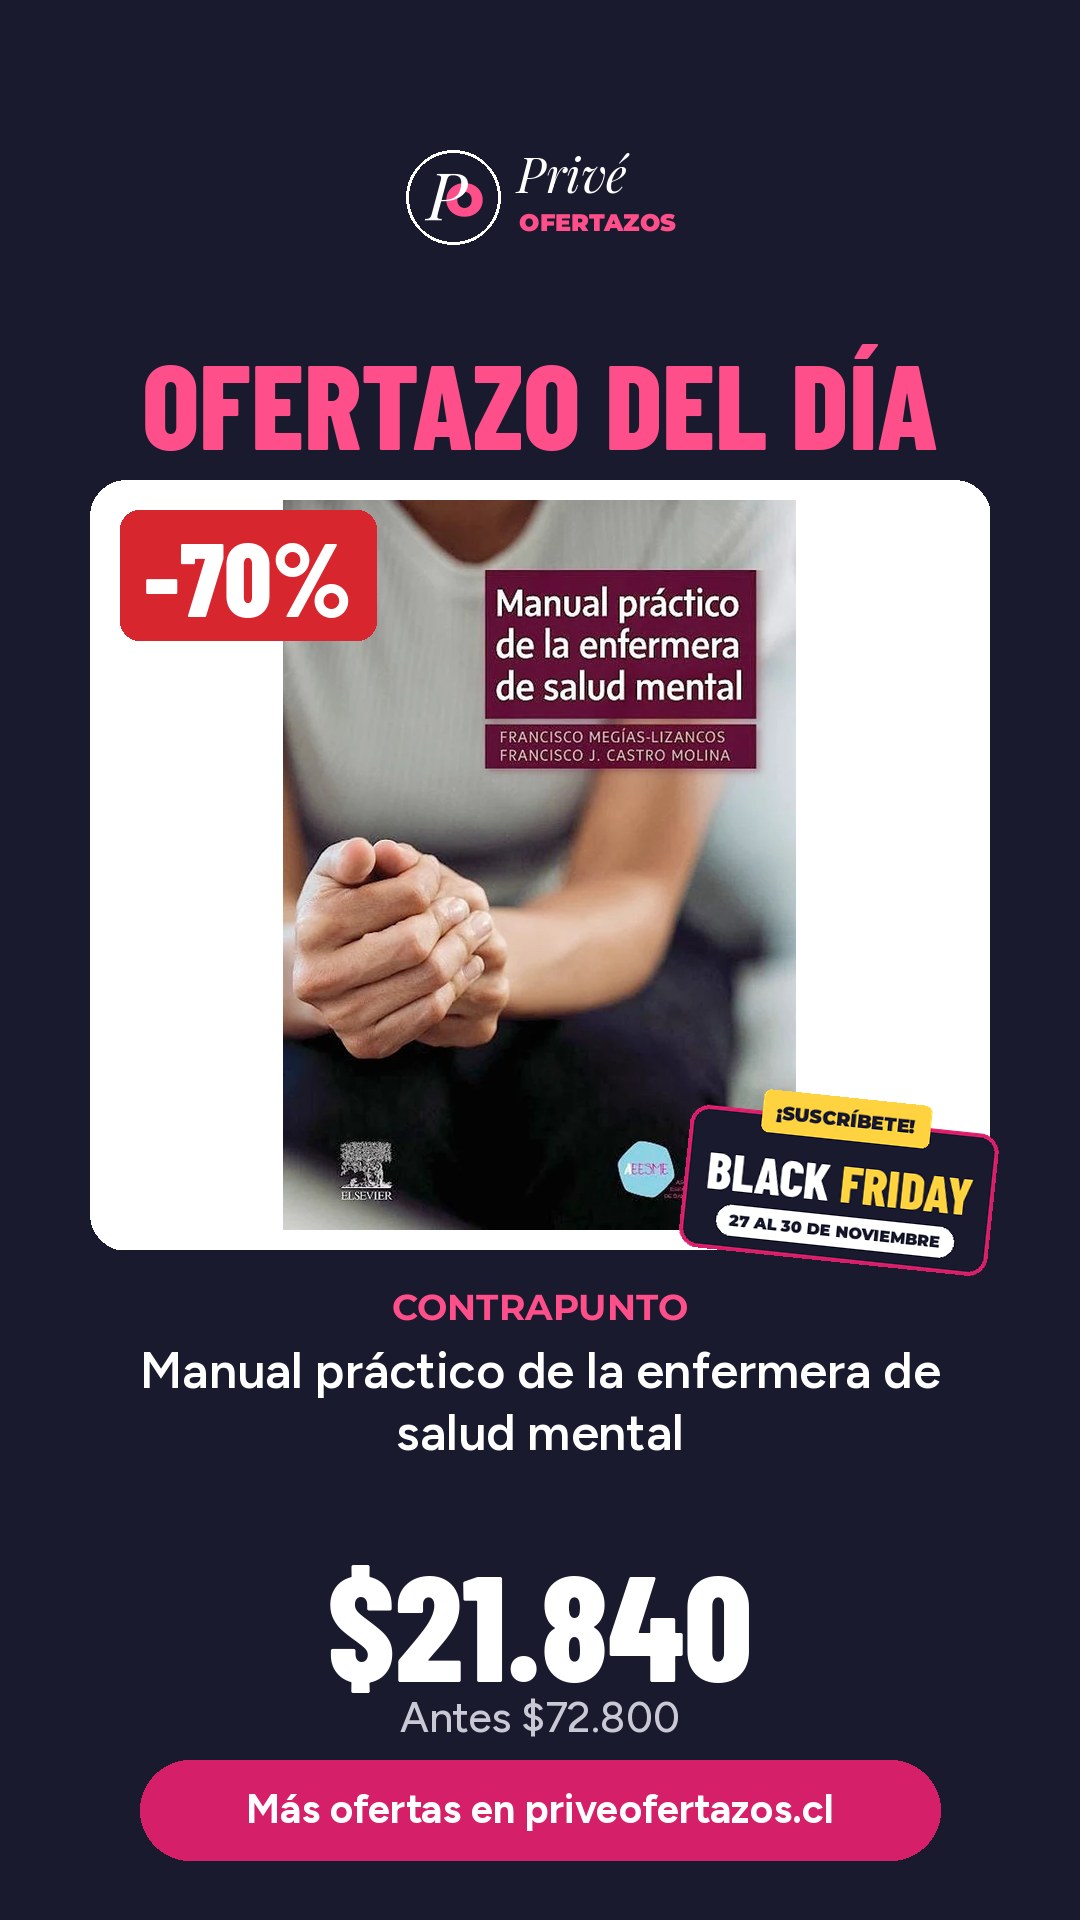 PO
Privé
OFERTAZOS
OFERTAZO DEL DÍA
-70%
Manual práctico
de la enfermera
de salud mental
FRANCISCO MEGÍAS-LIZANCOS
FRANCISCO J. CASTRO MOLINA
ELSEVIER
AEESME
¡SUSCRÍBETE!
BLACK FRIDAY
27 AL 30 DE NOVIEMBRE
CONTRAPUNTO
Manual práctico de la enfermera de
salud mental
$21.840
Antes $72.800
Más ofertas en priveofertazos.cl